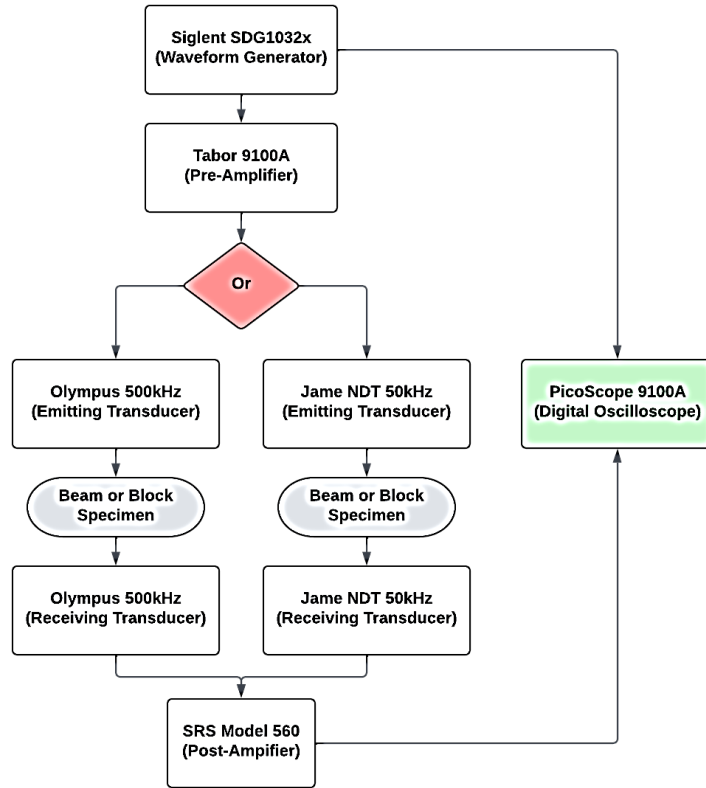 Siglent SDG1032x
(Waveform Generator)
Tabor 9100A
(Pre-Amplifier)
Or
Olympus 500kHz
(Emitting Transducer)
Jame NDT 50kHz
(Emitting Transducer)
PicoScope 9100A
(Digital Oscilloscope)
Beam or Block
Specimen
Beam or Block
Specimen
Olympus 500kHz
(Receiving Transducer)
Jame NDT 50kHz
(Receiving Transducer)
SRS Model 560
(Post-Ampifier)